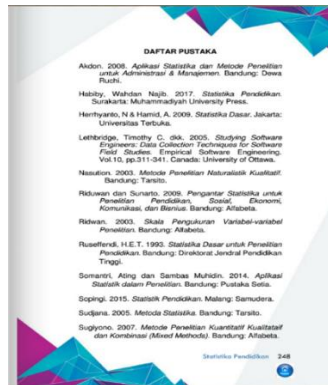 DAFTAR PUSTAKA
Akdon. 2008. Aplikasi Statistika dan Metode Penelitian
untuk Administrasi & Manajemen. Bandung: Dewa
Ruchi.
Habiby, Wahdan Najib. 2017. Statistika Pendidikan.
Surakarta: Muhammadiyah University Press.
Herrhyanto, N & Hamid, A. 2009. Statistika Dasar. Jakarta:
Universitas Terbuka.
Lethbridge, Timothy C. dkk. 2005. Studying Software
Engineers: Data Collection Techniques for Software
Field Studies. Empirical Software Engineering,
Vol.10, pp.311-341. Canada: University of Ottawa.
Nasution. 2003. Metode Penelitian Naturalistik Kualitatif.
Bandung: Tarsito.
Riduwan dan Sunarto. 2009. Pengantar Statistika untuk
Penelitian Pendidikan, Sosial, Ekonomi,
Komunikasi, dan Bisnius. Bandung: Alfabeta.
Ridwan. 2003. Skala Pengukuran Variabel-variabel
Penelitian. Bandung: Alfabeta.
Ruseffendi, H.E.T. 1993. Statistika Dasar untuk Penelitian
Pendidikan. Bandung: Direktorat Jendral Pendidikan
Tinggi.
Somantri, Ating dan Sambas Muhidin. 2014. Aplikasi
Statistik dalam Penelitian. Bandung: Pustaka Setia.
Sopingi. 2015. Statistik Pendidikan. Malang: Samudera.
Sudjana. 2005. Metoda Statistika. Bandung: Tarsito.
Sugiyono. 2007. Metode Penelitian Kuantitatif Kualitataif
dan Kombinasi (Mixed Methods). Bandung: Alfabeta.
Statistika Pendidikan 248